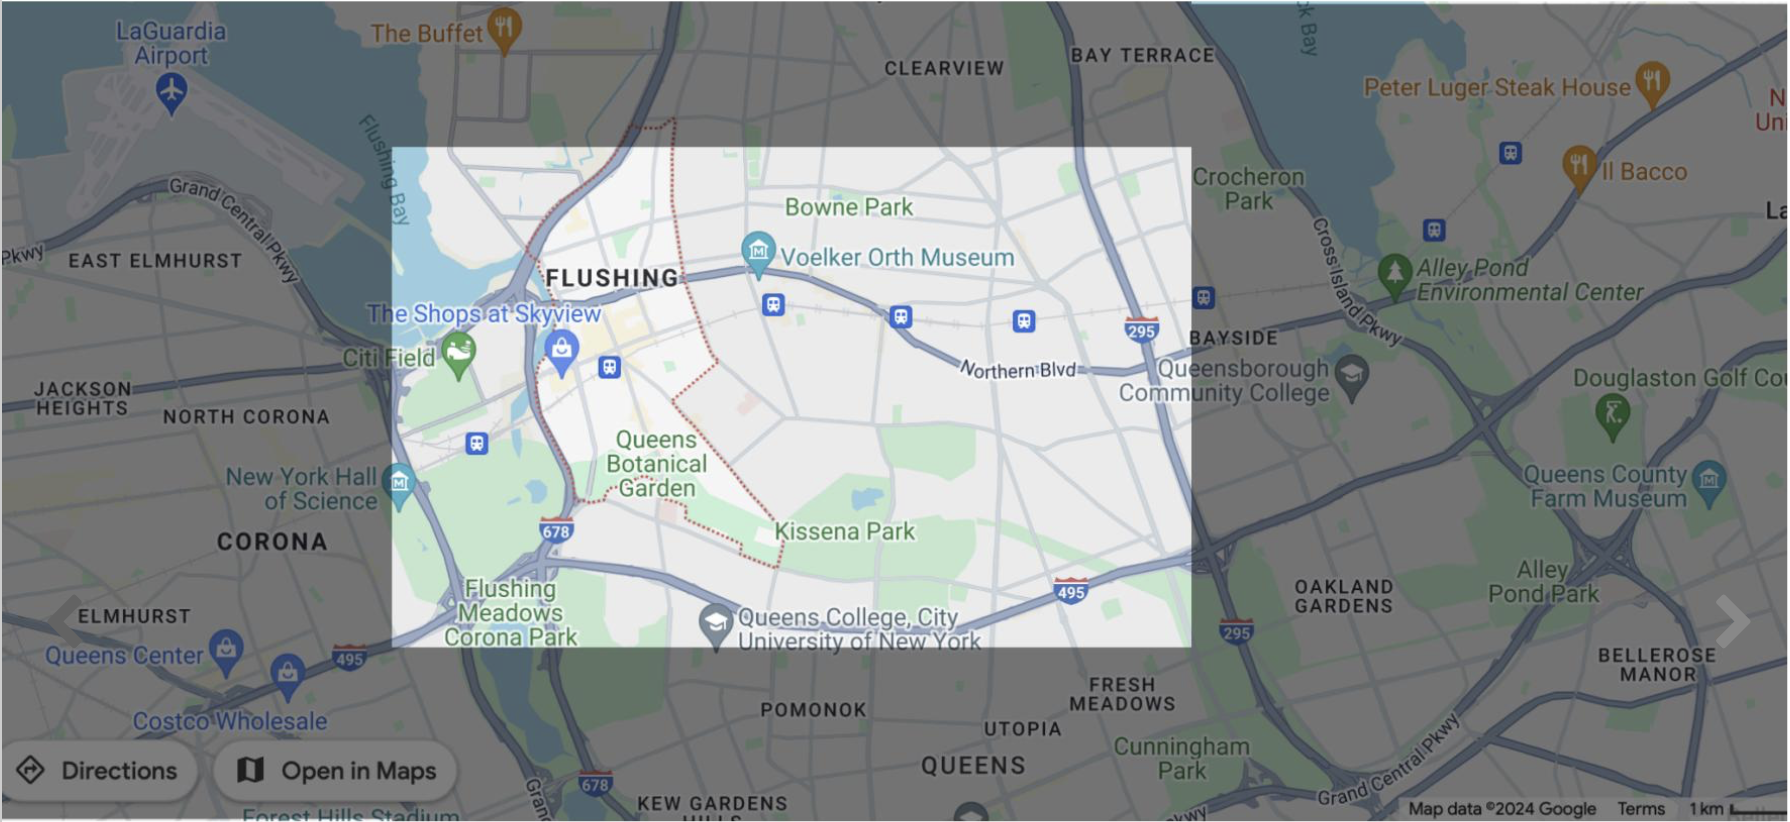 LaGuardia
Airport
The Buffet
CLEARVIEW
BAY TERRACE
Peter Luger Steak House
Il Bacco
Flushing Bay
Grand Central Pkwy
Pkwy
EAST ELMHURST
Bowne Park
Voelker Orth Museum
Crocheron
Park
Cross Island Pkwy
Alley Pond
Environmental Center
FLUSHING
The Shops at Skyview
Citi Field
295
BAYSIDE
Northern Blvd
Queensborough
Community College
JACKSON
HEIGHTS
NORTH CORONA
Douglaston Golf Co
Queens
Botanical
Garden
New York Hall
of Science
Queens County
Farm Museum
CORONA
678
Kissena Park
495
Flushing
Meadows
Corona Park
Queens College, City
University of New York
OAKLAND
GARDENS
Alley
Pond Park
ELMHURST
Queens Center
495
295
BELLEROSE
MANOR
Costco Wholesale
POMONOK
FRESH
MEADOWS
UTOPIA
QUEENS
Cunningham
Park
Grand Central Pkwy
Directions
Open in Maps
678
KEW GARDENS
HILLS
Forest Hills Stadium
Map data ©2024 Google
Terms
1 km